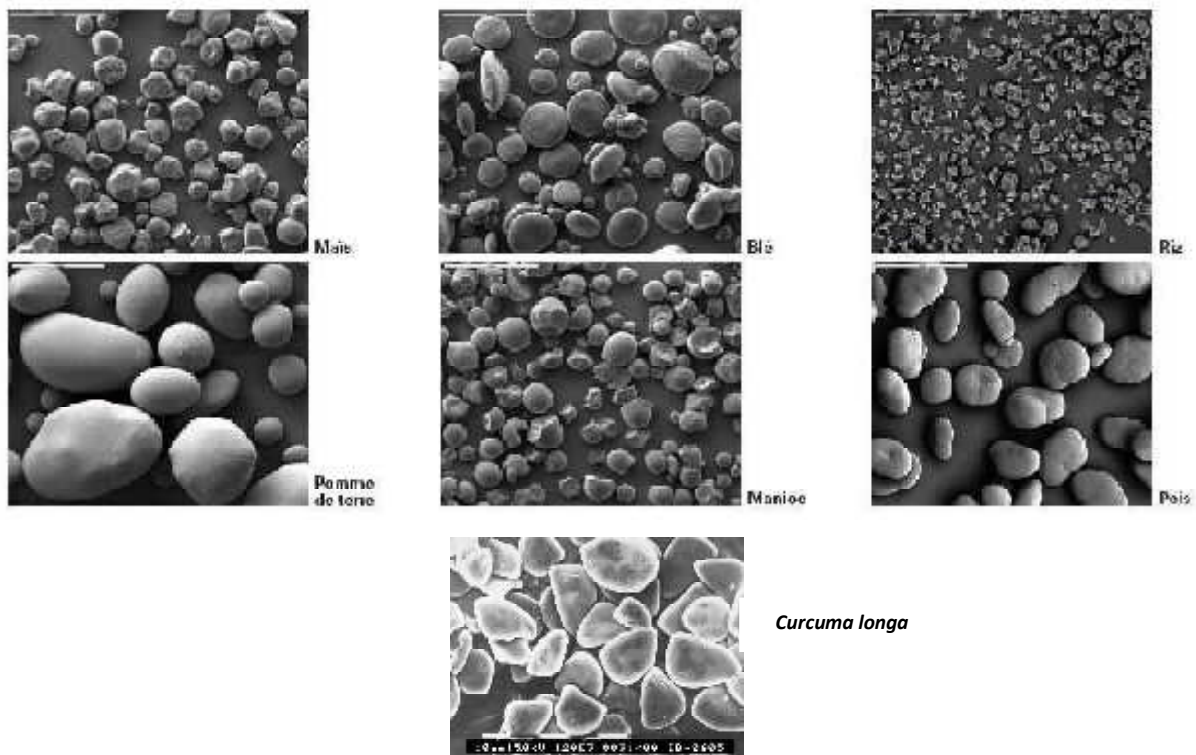 Maïs
Blé
Riz
Pomme
de terre
Manioc
Pois
Curcuma longa